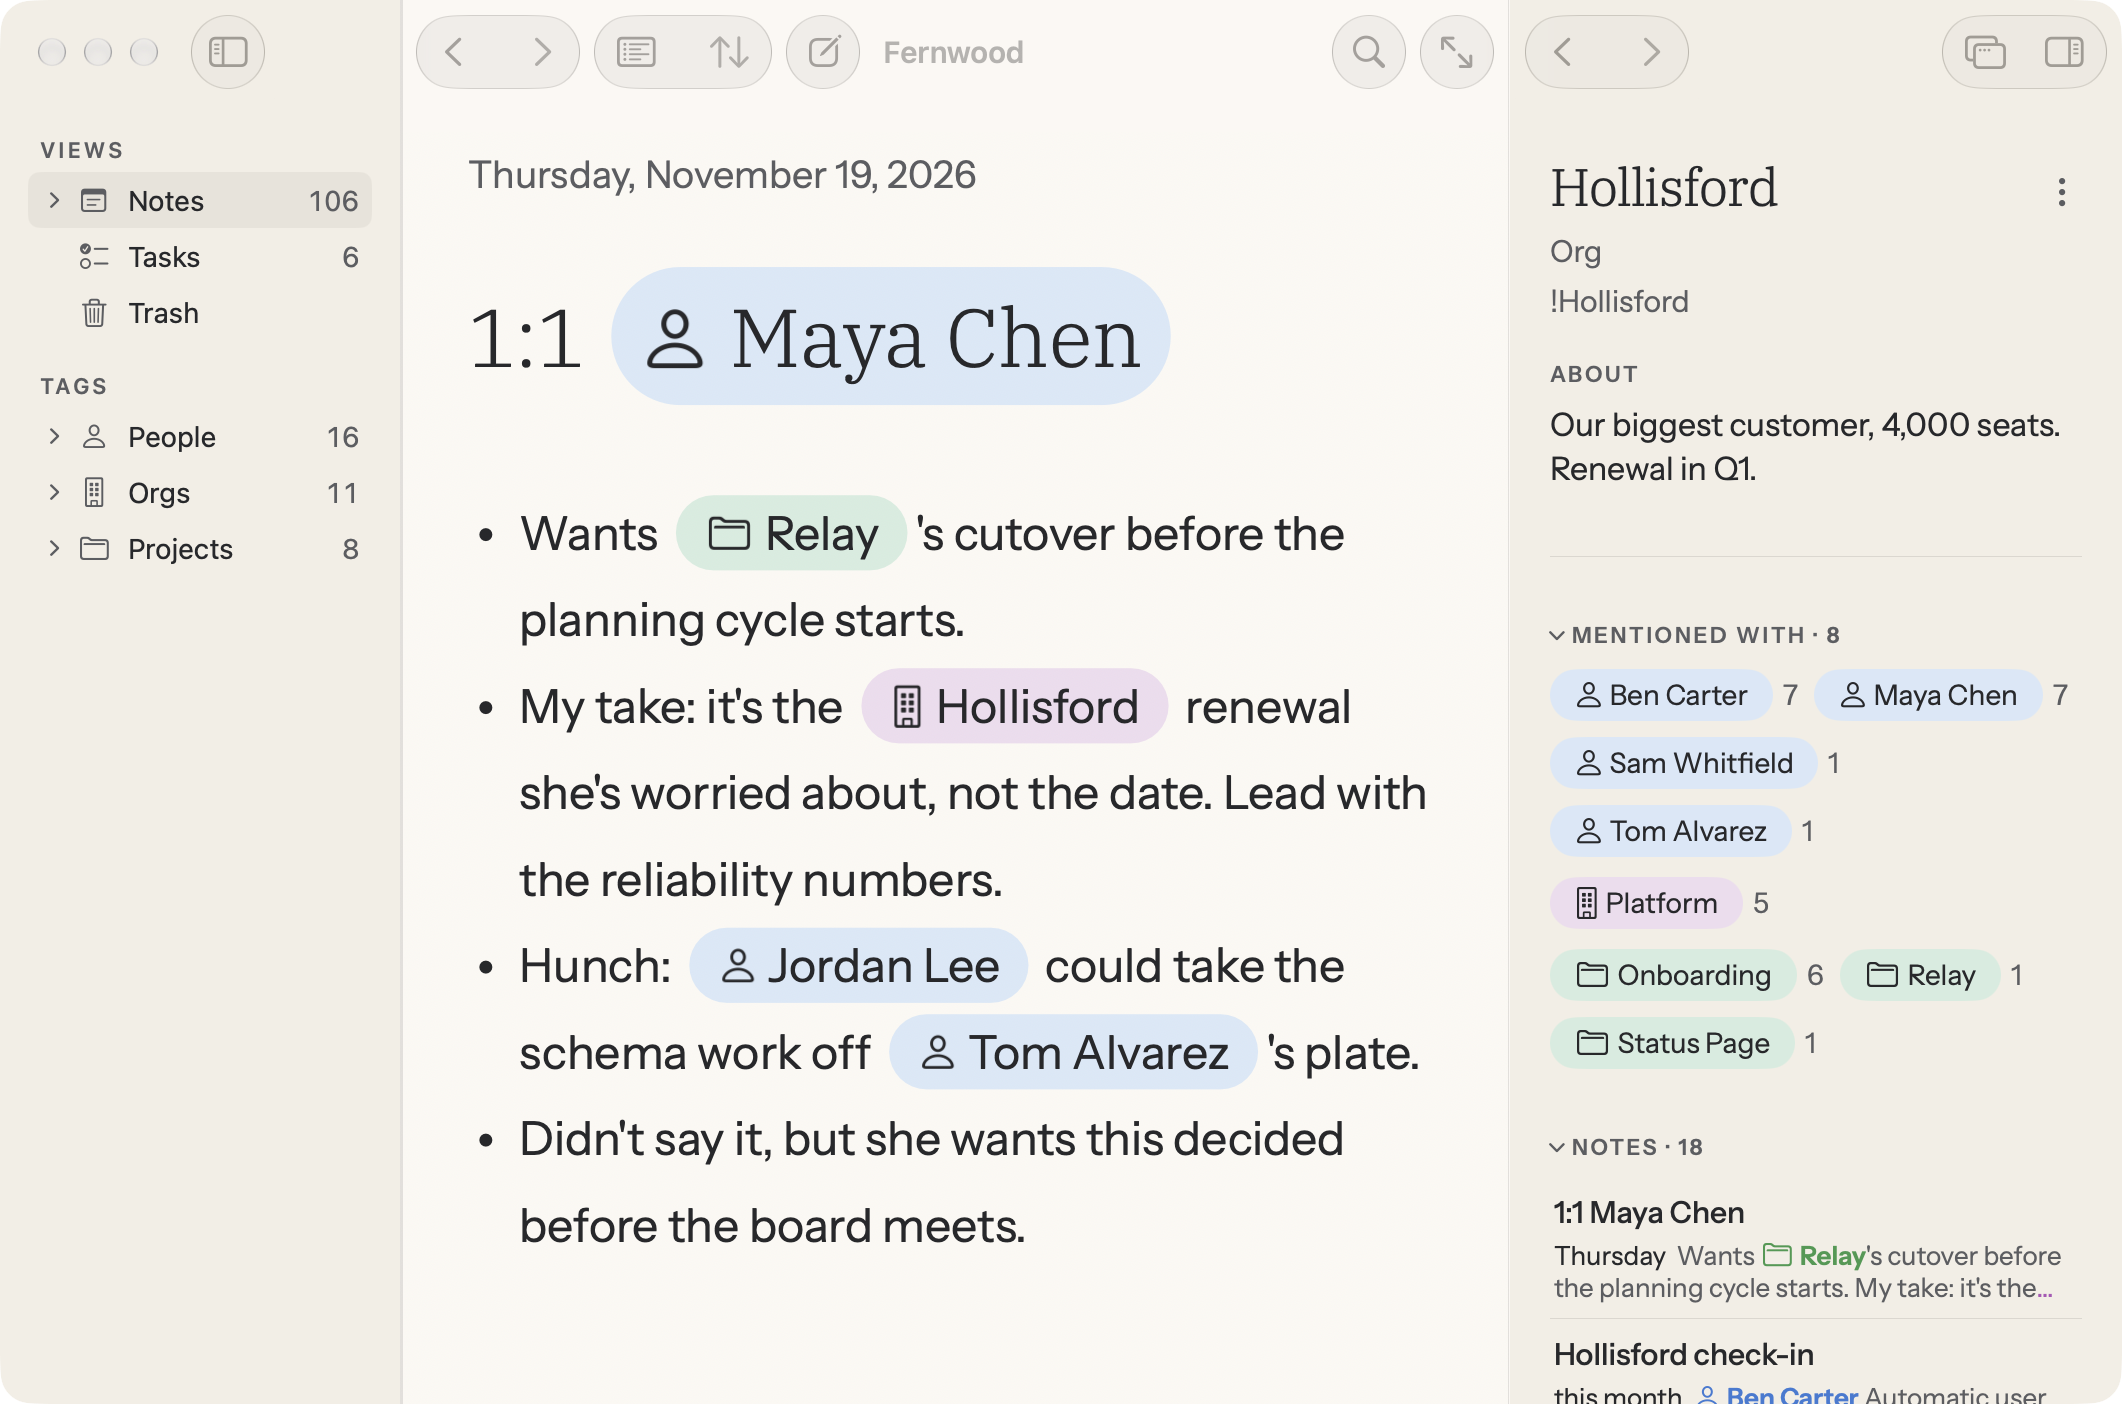 Fernwood
VIEWS
Notes 106
Tasks 6
Trash
TAGS
People 16
Orgs 11
Projects 8
Thursday, November 19, 2026
1:1 Maya Chen
• Wants Relay 's cutover before the
planning cycle starts.
• My take: it's the Hollisford renewal
she's worried about, not the date. Lead with
the reliability numbers.
• Hunch: Jordan Lee could take the
schema work off Tom Alvarez 's plate.
• Didn't say it, but she wants this decided
before the board meets.
Hollisford
Org
!Hollisford
ABOUT
Our biggest customer, 4,000 seats.
Renewal in Q1.
MENTIONED WITH · 8
Ben Carter 7 Maya Chen 7
Sam Whitfield 1
Tom Alvarez 1
Platform 5
Onboarding 6 Relay 1
Status Page 1
NOTES · 18
1:1 Maya Chen
Thursday Wants Relay's cutover before
the planning cycle starts. My take: it's the...
Hollisford check-in
this month Ben Carter Automatic user